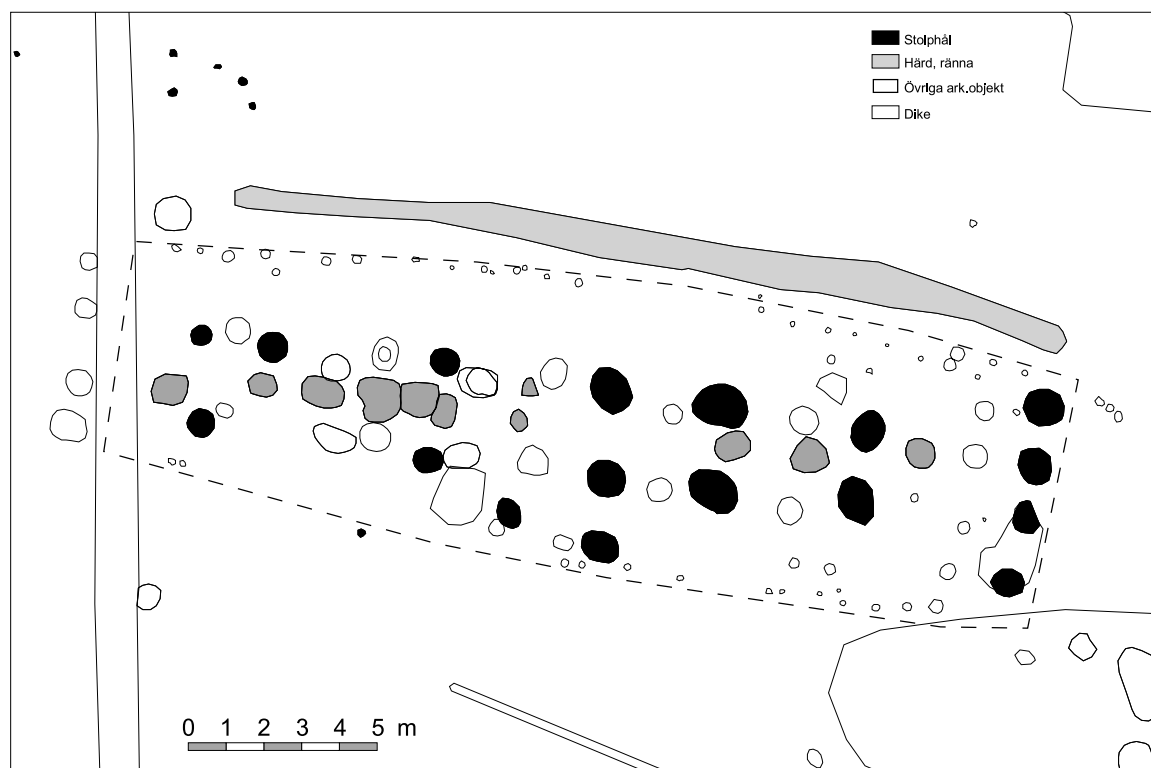 Stolphål
Härd, ränna
Övriga ark.objekt
Dike
0 1 2 3 4 5 m